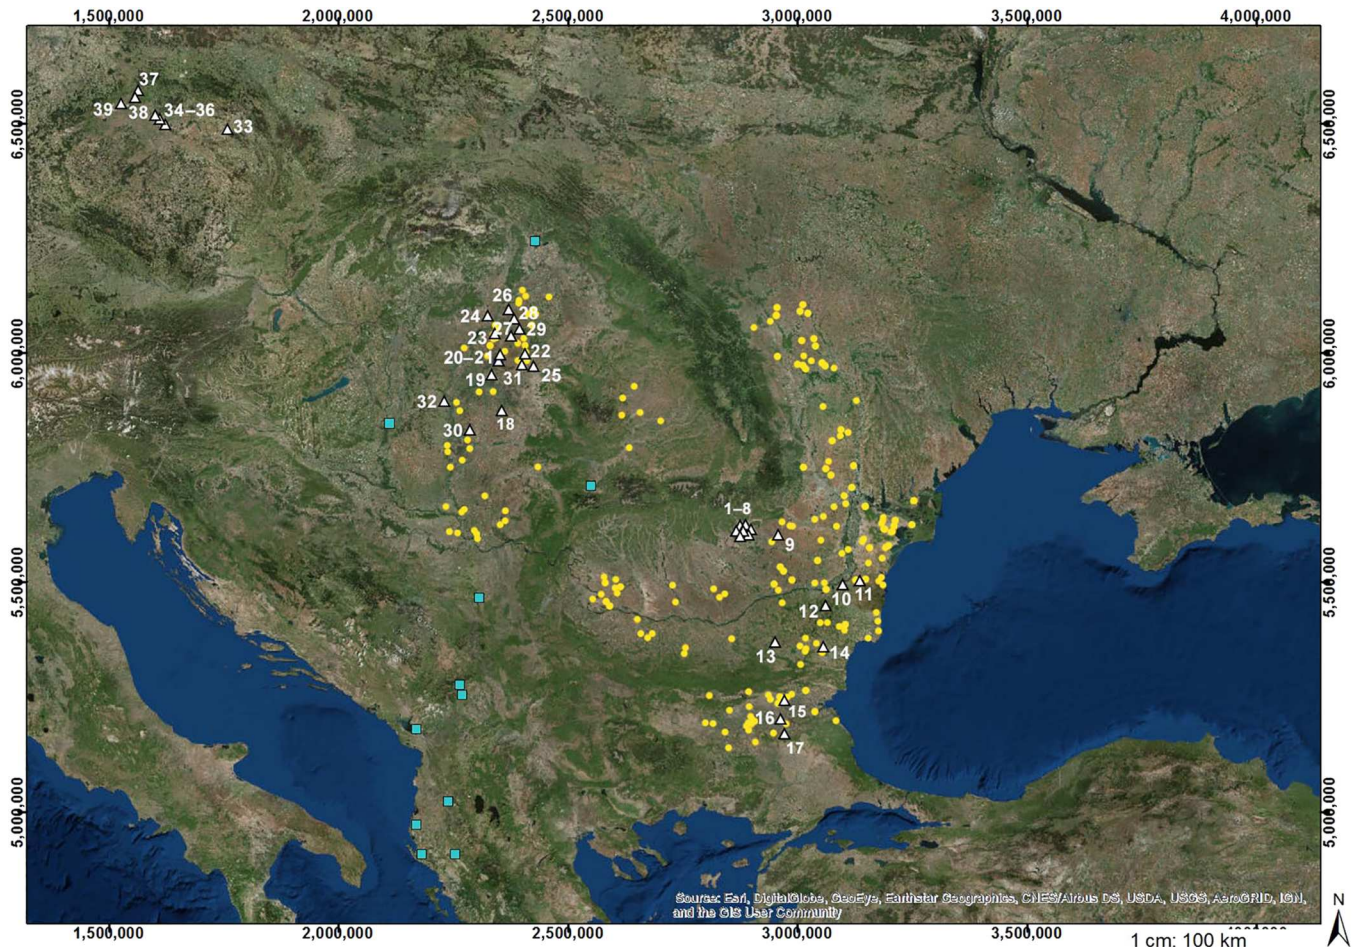 1,500,000 2,000,000 2,500,000 3,000,000 3,500,000 4,000,000
37
39 38 34–36
33
6,500,000 6,500,000
26
24 28
27 29
23
20–21 22
6,000,000 6,000,000
19 31 25
32
18
30
1–8
9
5,500,000 5,500,000
10 11
12
13 14
15
16
17
5,000,000 5,000,000
Source: Esri, DigitalGlobe, GeoEye, Earthstar Geographics, CNES/Airbus DS, USDA, USGS, AeroGRID, IGN,
and the GIS User Community
N
1,500,000 2,000,000 2,500,000 3,000,000 3,500,000
1 cm: 100 km